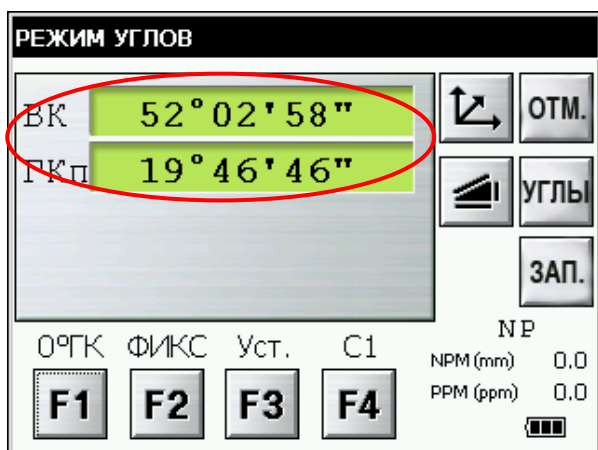 РЕЖИМ УГЛОВ
ВК 52°02'58"
ГКп 19°46'46"
ОТМ.
УГЛЫ
ЗАП.
0°ГК ФИКС Уст. С1
F1 F2 F3 F4
NP
NPM (mm) 0.0
PPM (ppm) 0.0